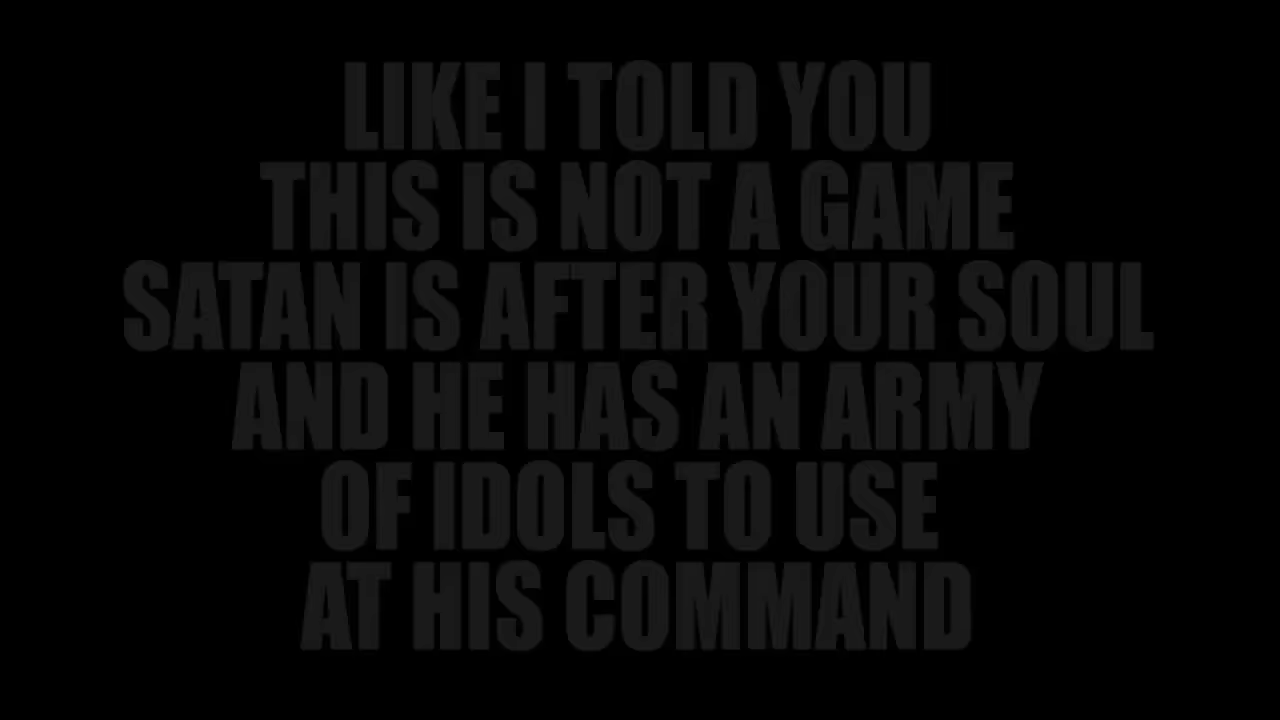 LIKE I TOLD YOU
THIS IS NOT A GAME
SATAN IS AFTER YOUR SOUL
AND HE HAS AN ARMY
OF IDOLS TO USE
AT HIS COMMAND